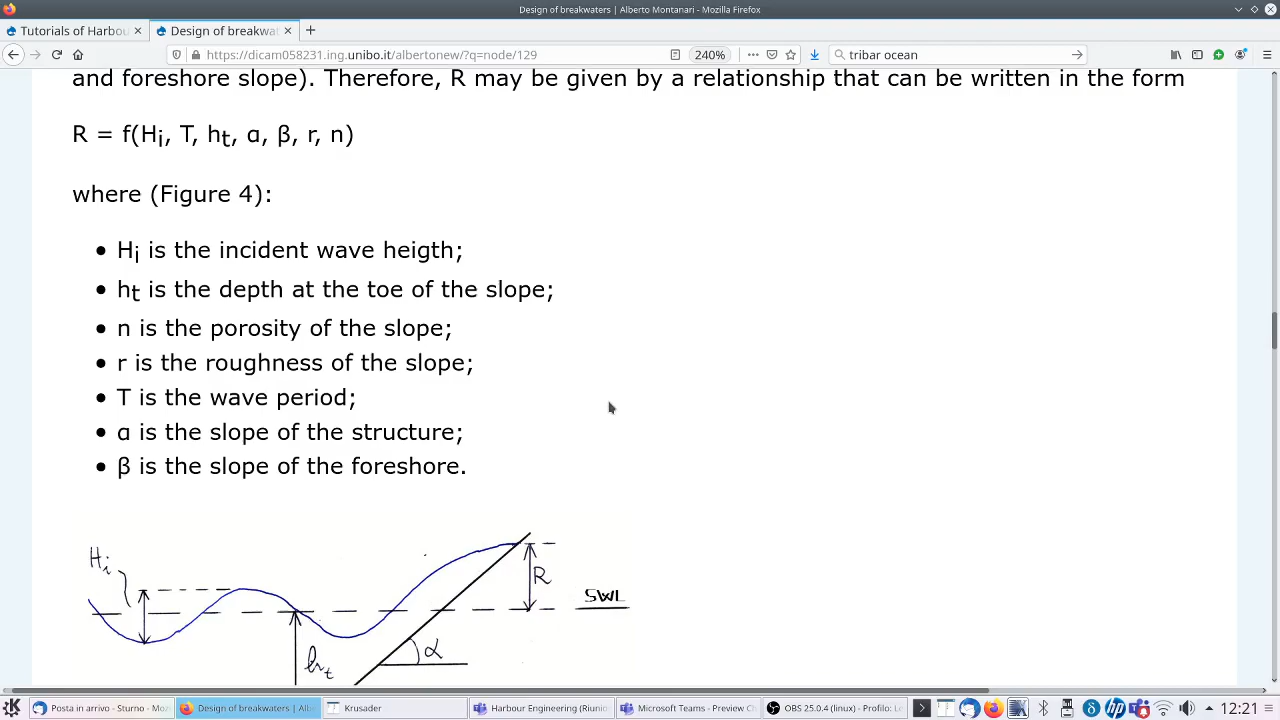 Design of breakwaters | Alberto Montanari - Mozilla Firefox
Tutorials of Harbou
Design of breakwa
https://dicam058231.ing.unibo.it/albertonew/?q=node/129
240%
tribar ocean
and foreshore slope). Therefore, R may be given by a relationship that can be written in the form
R = f(Hi, T, ht, α, β, r, n)
where (Figure 4):
• Hi is the incident wave heigth;
• ht is the depth at the toe of the slope;
• n is the porosity of the slope;
• r is the roughness of the slope;
• T is the wave period;
• α is the slope of the structure;
• β is the slope of the foreshore.
Hi
R
SWL
α
ht
Posta in arrivo - Sturno - Moz
Design of breakwaters | Alb
Krusader
Harbour Engineering (Riunio
Microsoft Teams - Preview C
OBS 25.0.4 (linux) - Profilo: L
12:21